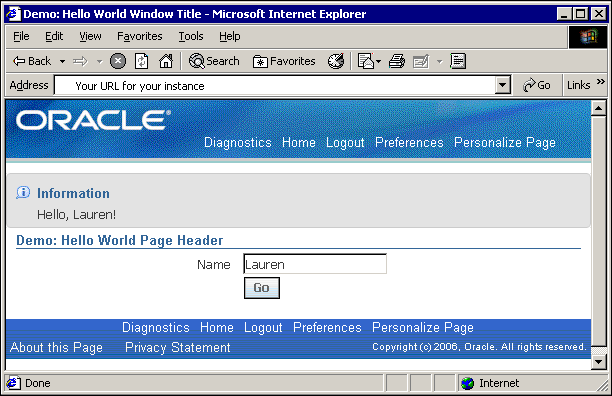 Demo: Hello World Window Title - Microsoft Internet Explorer
File Edit View Favorites Tools Help
Back Search Favorites
Address Your URL for your instance Go Links »
ORACLE®
Diagnostics Home Logout Preferences Personalize Page
Information
Hello, Lauren!
Demo: Hello World Page Header
Name Lauren
Go
Diagnostics Home Logout Preferences Personalize Page
About this Page Privacy Statement Copyright (c) 2006, Oracle. All rights reserved.
Done Internet